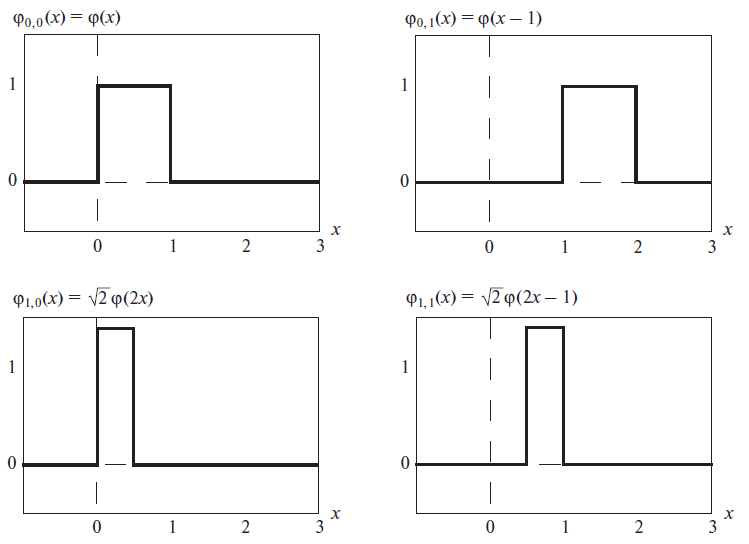 φ₀,₀(x) = φ(x)
φ₀,₁(x) = φ(x – 1)
1
0
0 1 2 3 x
1
0
0 1 2 3 x
φ₁,₀(x) = √2 φ(2x)
φ₁,₁(x) = √2 φ(2x – 1)
1
0
0 1 2 3 x
1
0
0 1 2 3 x